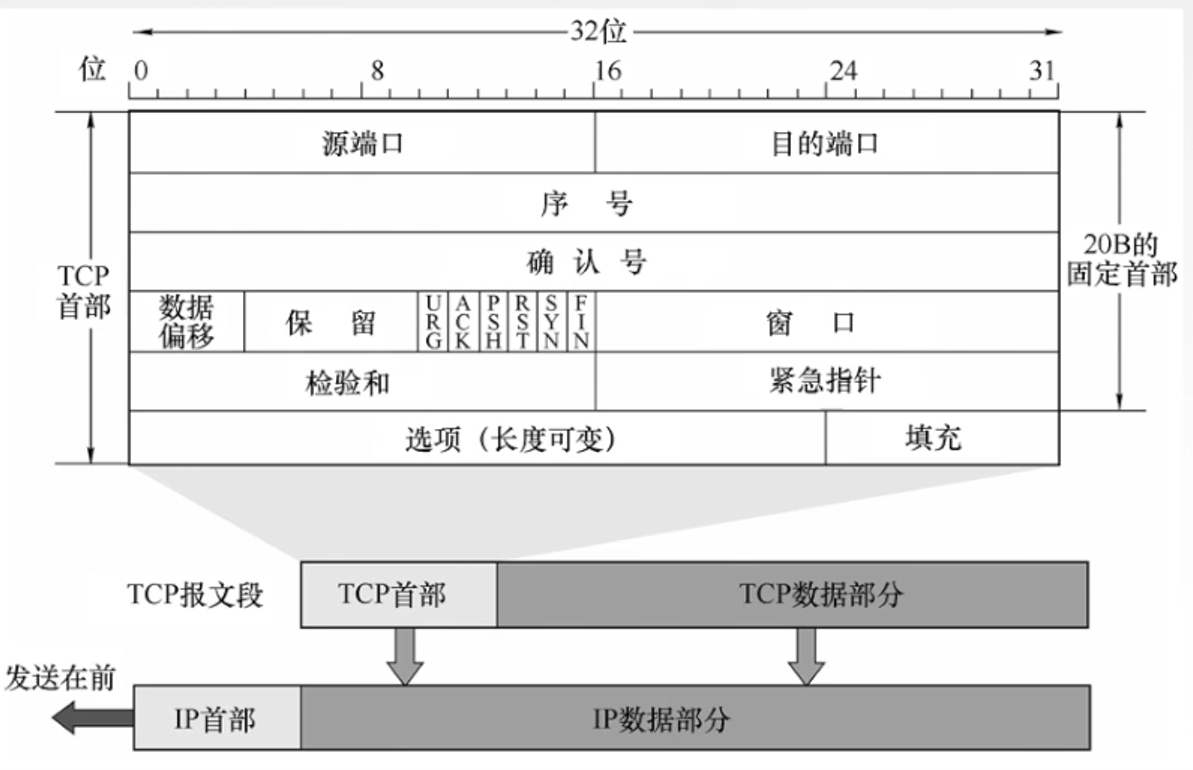 32位
位 0 8 16 24 31
源端口 目的端口
序 号
确 认 号
TCP
首部
20B的
固定首部
数据
偏移
保 留
URG
ACK
PSH
RST
SYN
FIN
窗 口
检验和 紧急指针
选项（长度可变） 填充
TCP报文段 TCP首部 TCP数据部分
发送在前
IP首部 IP数据部分